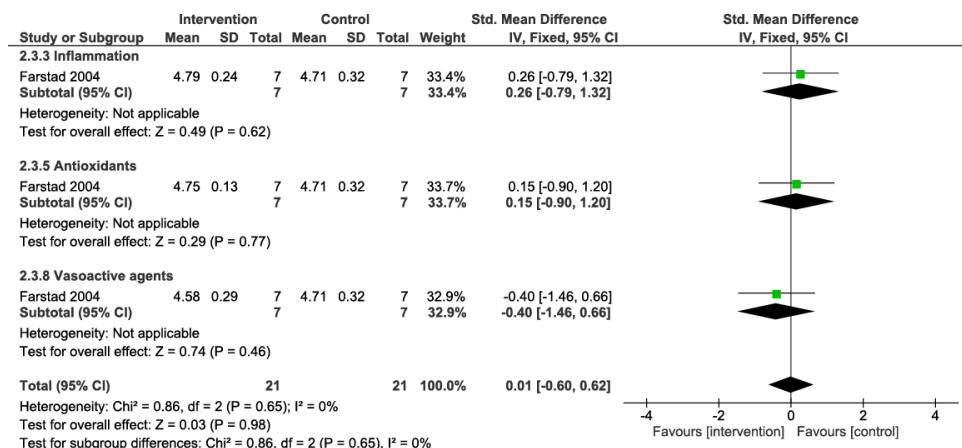 Intervention Control Std. Mean Difference Std. Mean Difference
Study or Subgroup Mean SD Total Mean SD Total Weight IV, Fixed, 95% CI IV, Fixed, 95% CI
2.3.3 Inflammation
Farstad 2004 4.79 0.24 7 4.71 0.32 7 33.4% 0.26 [-0.79, 1.32]
Subtotal (95% CI) 7 7 33.4% 0.26 [-0.79, 1.32]
Heterogeneity: Not applicable
Test for overall effect: Z = 0.49 (P = 0.62)
2.3.5 Antioxidants
Farstad 2004 4.75 0.13 7 4.71 0.32 7 33.7% 0.15 [-0.90, 1.20]
Subtotal (95% CI) 7 7 33.7% 0.15 [-0.90, 1.20]
Heterogeneity: Not applicable
Test for overall effect: Z = 0.29 (P = 0.77)
2.3.8 Vasoactive agents
Farstad 2004 4.58 0.29 7 4.71 0.32 7 32.9% -0.40 [-1.46, 0.66]
Subtotal (95% CI) 7 7 32.9% -0.40 [-1.46, 0.66]
Heterogeneity: Not applicable
Test for overall effect: Z = 0.74 (P = 0.46)
Total (95% CI) 21 21 100.0% 0.01 [-0.60, 0.62]
Heterogeneity: Chi² = 0.86, df = 2 (P = 0.65); I² = 0%
Test for overall effect: Z = 0.03 (P = 0.98)
Test for subgroup differences: Chi² = 0.86, df = 2 (P = 0.65), I² = 0%
-4 -2 0 2 4
Favours [intervention] Favours [control]